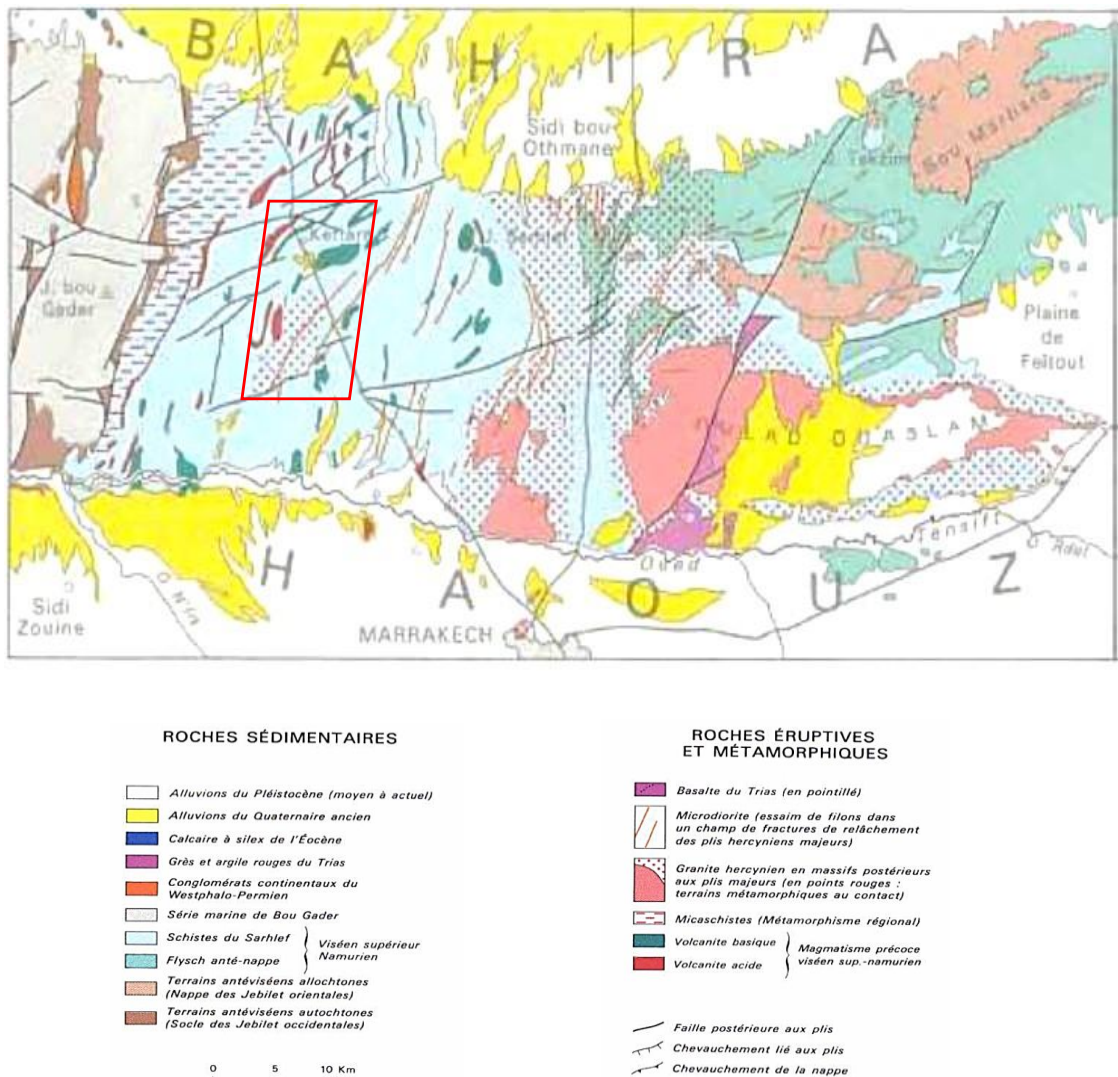 B A H I R A
Sidi bou
Othmane
Bou
Kettara
J. bou
Gader
Plaine
de
Feïtout
Tensift
Oued
H A O U Z
Sidi
Zouine
MARRAKECH
ROCHES SÉDIMENTAIRES
Alluvions du Pléistocène (moyen à actuel)
Alluvions du Quaternaire ancien
Calcaire à silex de l'Éocène
Grès et argile rouges du Trias
Conglomérats continentaux du
Westphalo-Permien
Série marine de Bou Gader
Schistes du Sarhlef
Flysch anté-nappe
Viséen supérieur
Namurien
Terrains antéviséens allochtones
(Nappe des Jebilet orientales)
Terrains antéviséens autochtones
(Socle des Jebilet occidentales)
0 5 10 Km
ROCHES ÉRUPTIVES
ET MÉTAMORPHIQUES
Basalte du Trias (en pointillé)
Microdiorite (essaim de filons dans
un champ de fractures de relâchement
des plis hercyniens majeurs)
Granite hercynien en massifs postérieurs
aux plis majeurs (en points rouges :
terrains métamorphiques au contact)
Micaschistes (Métamorphisme régional)
Volcanite basique
Volcanite acide
Magmatisme précoce
viséen sup.-namurien
Faille postérieure aux plis
Chevauchement lié aux plis
Chevauchement de la nappe